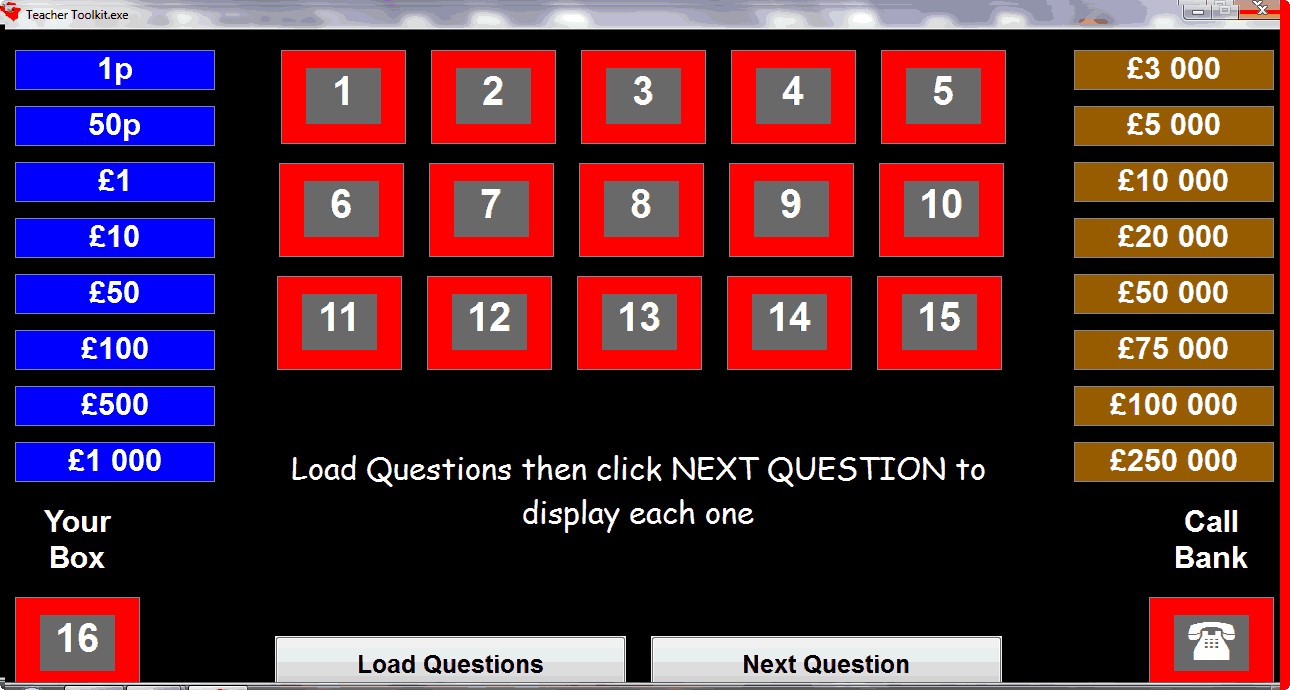 Teacher Toolkit.exe
1p
50p
£1
£10
£50
£100
£500
£1 000
Your
Box
16
1 2 3 4 5
6 7 8 9 10
11 12 13 14 15
Load Questions then click NEXT QUESTION to
display each one
Load Questions
Next Question
£3 000
£5 000
£10 000
£20 000
£50 000
£75 000
£100 000
£250 000
Call
Bank